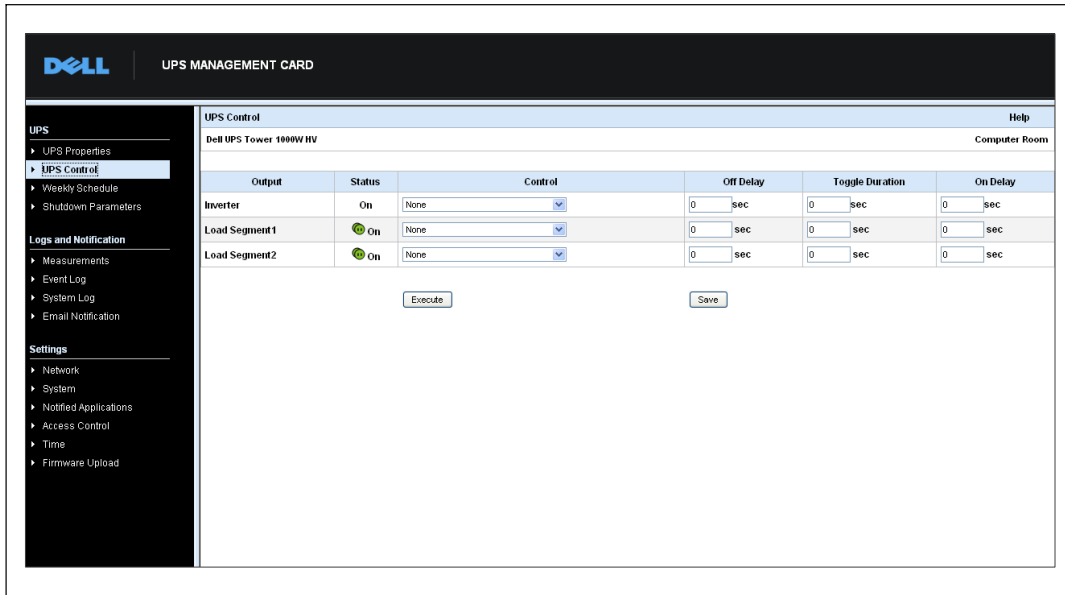 DELL
UPS MANAGEMENT CARD
UPS
UPS Properties
UPS Control
Weekly Schedule
Shutdown Parameters
Logs and Notification
Measurements
Event Log
System Log
Email Notification
Settings
Network
System
Notified Applications
Access Control
Time
Firmware Upload
UPS Control Help
Dell UPS Tower 1000W HV Computer Room
Output Status Control Off Delay Toggle Duration On Delay
Inverter On None 0 sec 0 sec 0 sec
Load Segment1 On None 0 sec 0 sec 0 sec
Load Segment2 On None 0 sec 0 sec 0 sec
Execute Save